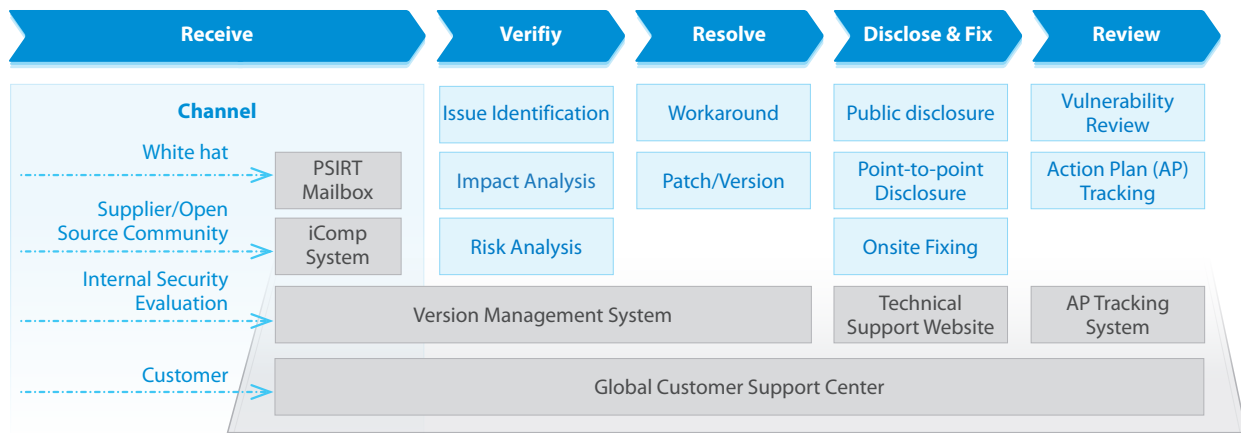 Receive
Verifiy
Resolve
Disclose & Fix
Review
Channel
White hat
Supplier/Open
Source Community
Internal Security
Evaluation
Customer
PSIRT
Mailbox
iComp
System
Issue Identification
Impact Analysis
Risk Analysis
Workaround
Patch/Version
Public disclosure
Point-to-point
Disclosure
Onsite Fixing
Vulnerability
Review
Action Plan (AP)
Tracking
Version Management System
Technical
Support Website
AP Tracking
System
Global Customer Support Center